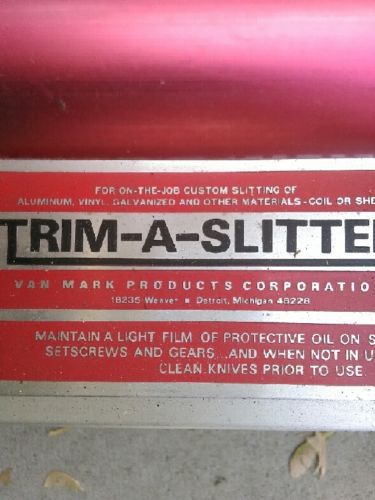 FOR ON-THE-JOB CUSTOM SLITTING OF
ALUMINUM, VINYL, GALVANIZED AND OTHER MATERIALS - COIL OR SHE
TRIM-A-SLITTE
VAN MARK PRODUCTS CORPORATIO
18235 Weaver ■ Detroit, Michigan 48228
MAINTAIN A LIGHT FILM OF PROTECTIVE OIL ON S
SETSCREWS AND GEARS...AND WHEN NOT IN U
CLEAN KNIVES PRIOR TO USE